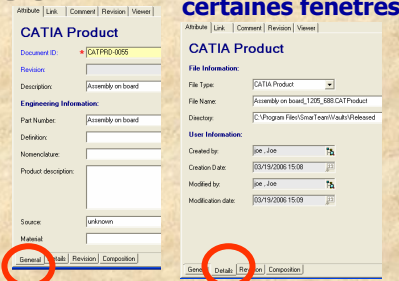 certaines fenêtres
Attribute Link Comment Revision Viewer
CATIA Product
Document ID: * CATPRD-0055
Revision:
Description: Assembly on board
Engineering Information:
Part Number: Assembly on board
Definition:
Nomenclature:
Product description:
Source: unknown
Material:
General Details Revision Composition
Attribute Link Comment Revision Viewer
CATIA Product
File Information:
File Type: CATIA Product
File Name: Assembly on board_1205_688.CATProduct
Directory: C:\Program Files\SmarTeam\Vaults\Released
User Information:
Created by: joe , Joe
Creation Date: 03/19/2006 15:08
Modified by: joe , Joe
Modification date: 03/19/2006 15:09
General Details Revision Composition